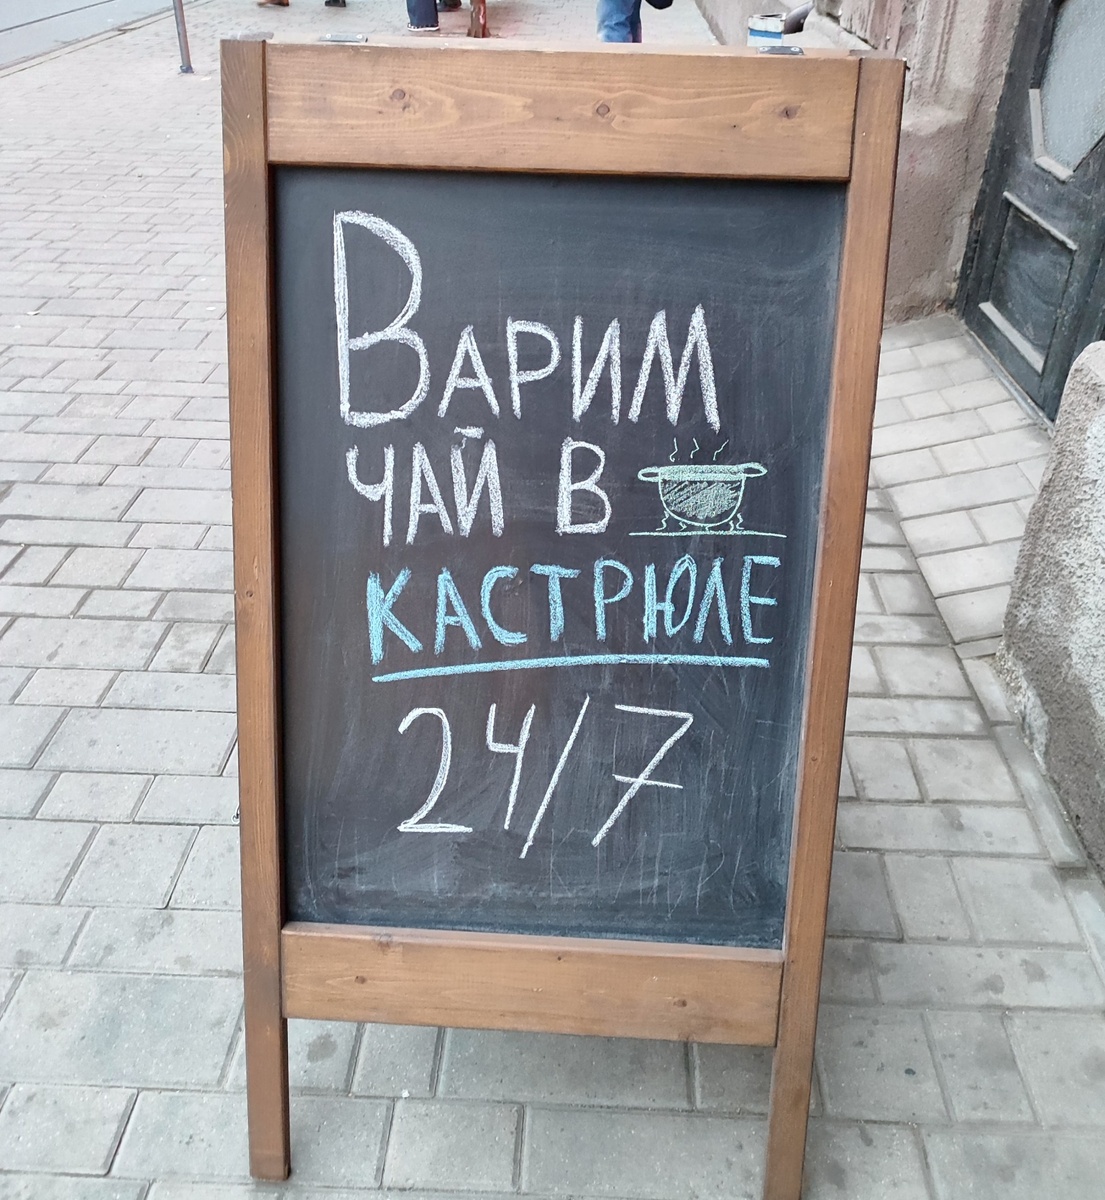 Варим
чай в
кастрюле
24/7